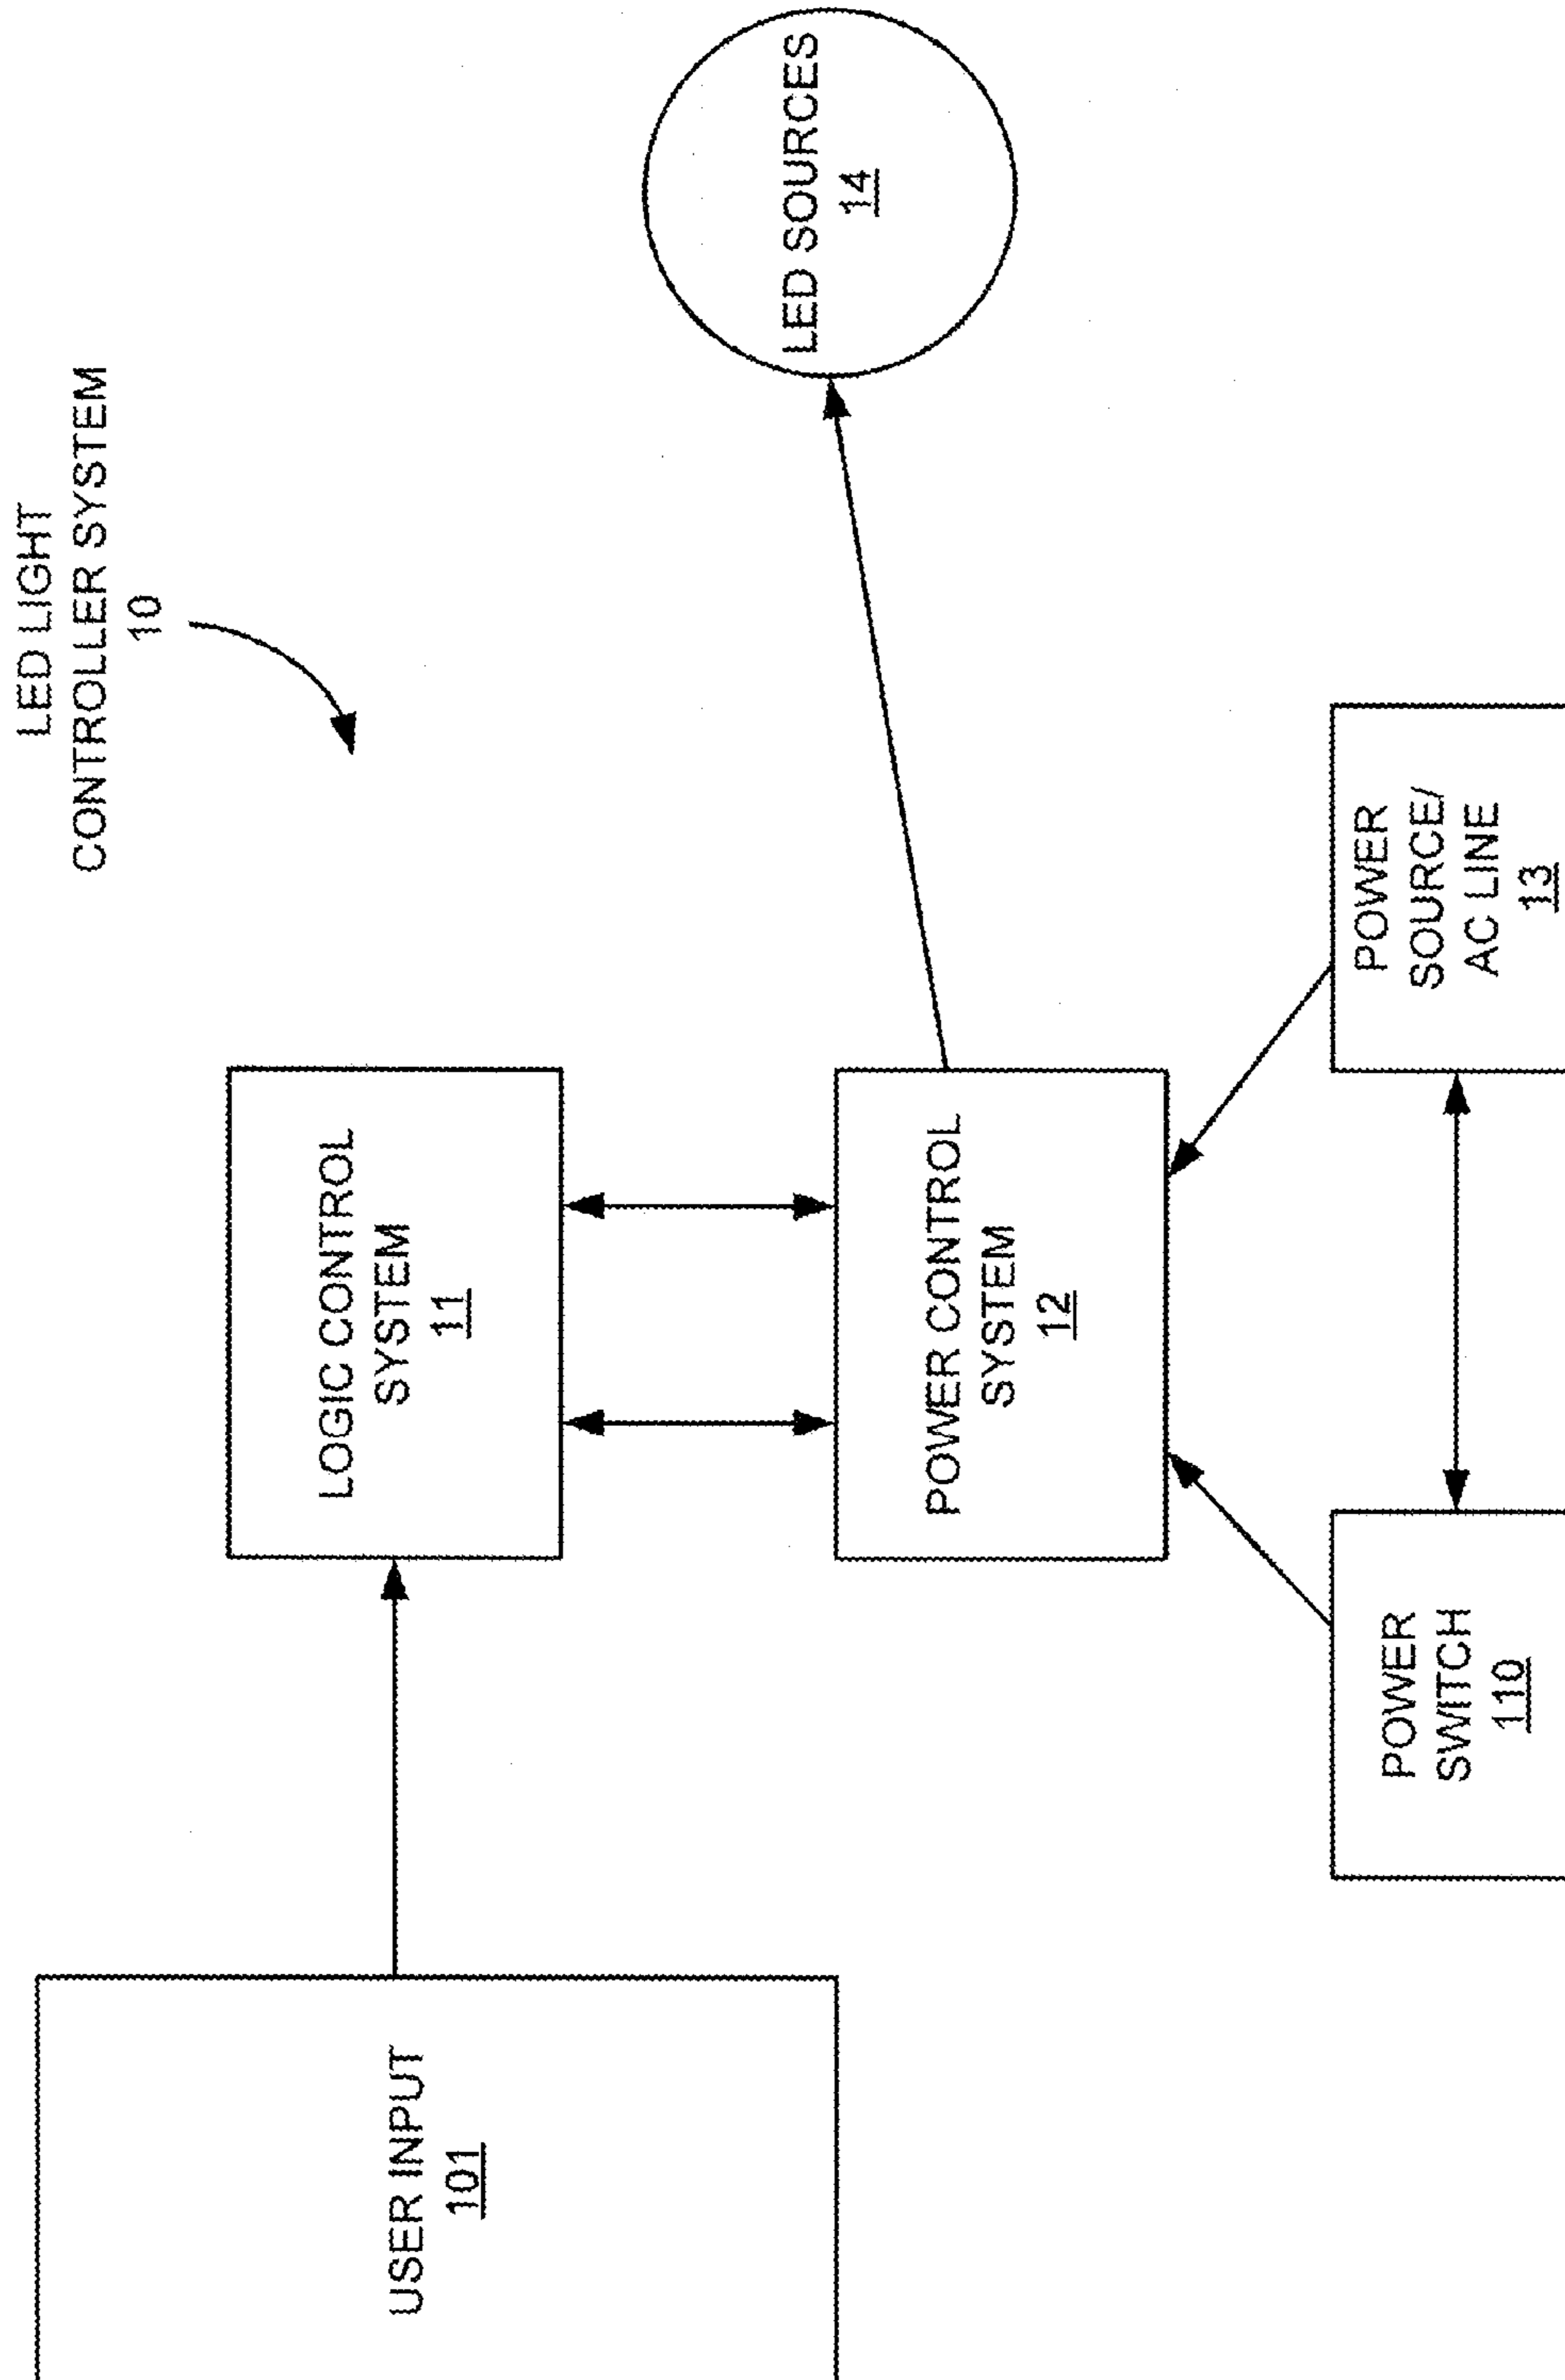 LED LIGHT
CONTROLLER SYSTEM
10
USER INPUT
101
LOGIC CONTROL
SYSTEM
11
POWER CONTROL
SYSTEM
12
LED SOURCES
14
POWER
SWITCH
110
POWER
SOURCE/
AC LINE
13